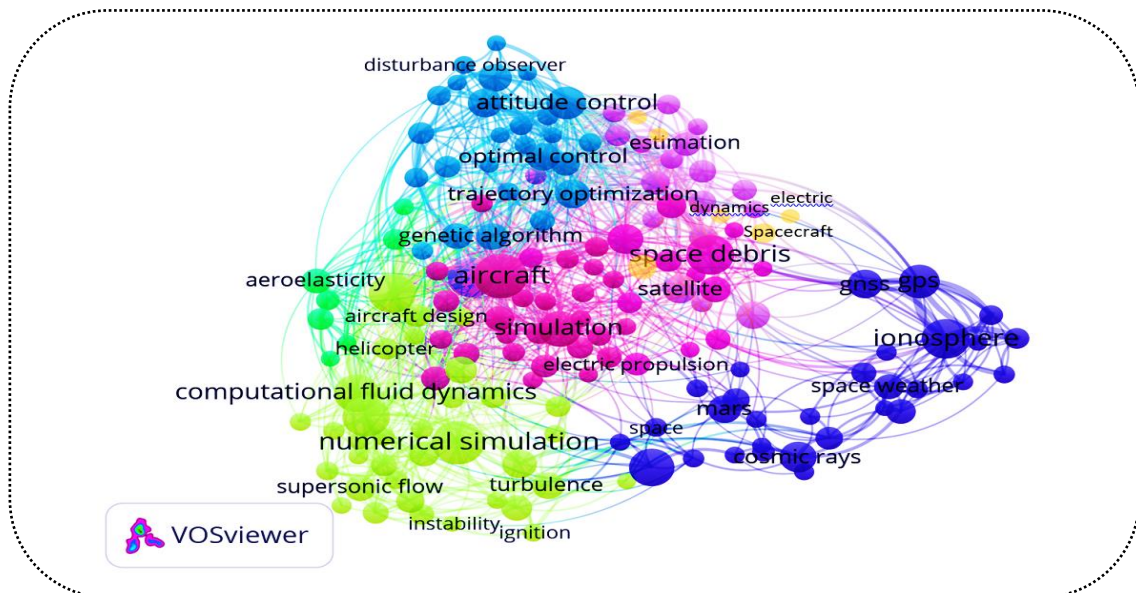 disturbance observer
attitude control
estimation
optimal control
trajectory optimization
electric
dynamics
Spacecraft
genetic algorithm
space debris
aeroelasticity
aircraft
satellite
gnss
gps
aircraft design
simulation
ionosphere
helicopter
electric propulsion
space weather
computational fluid dynamics
mars
space
numerical simulation
cosmic rays
supersonic flow
turbulence
instability
ignition
VOSviewer